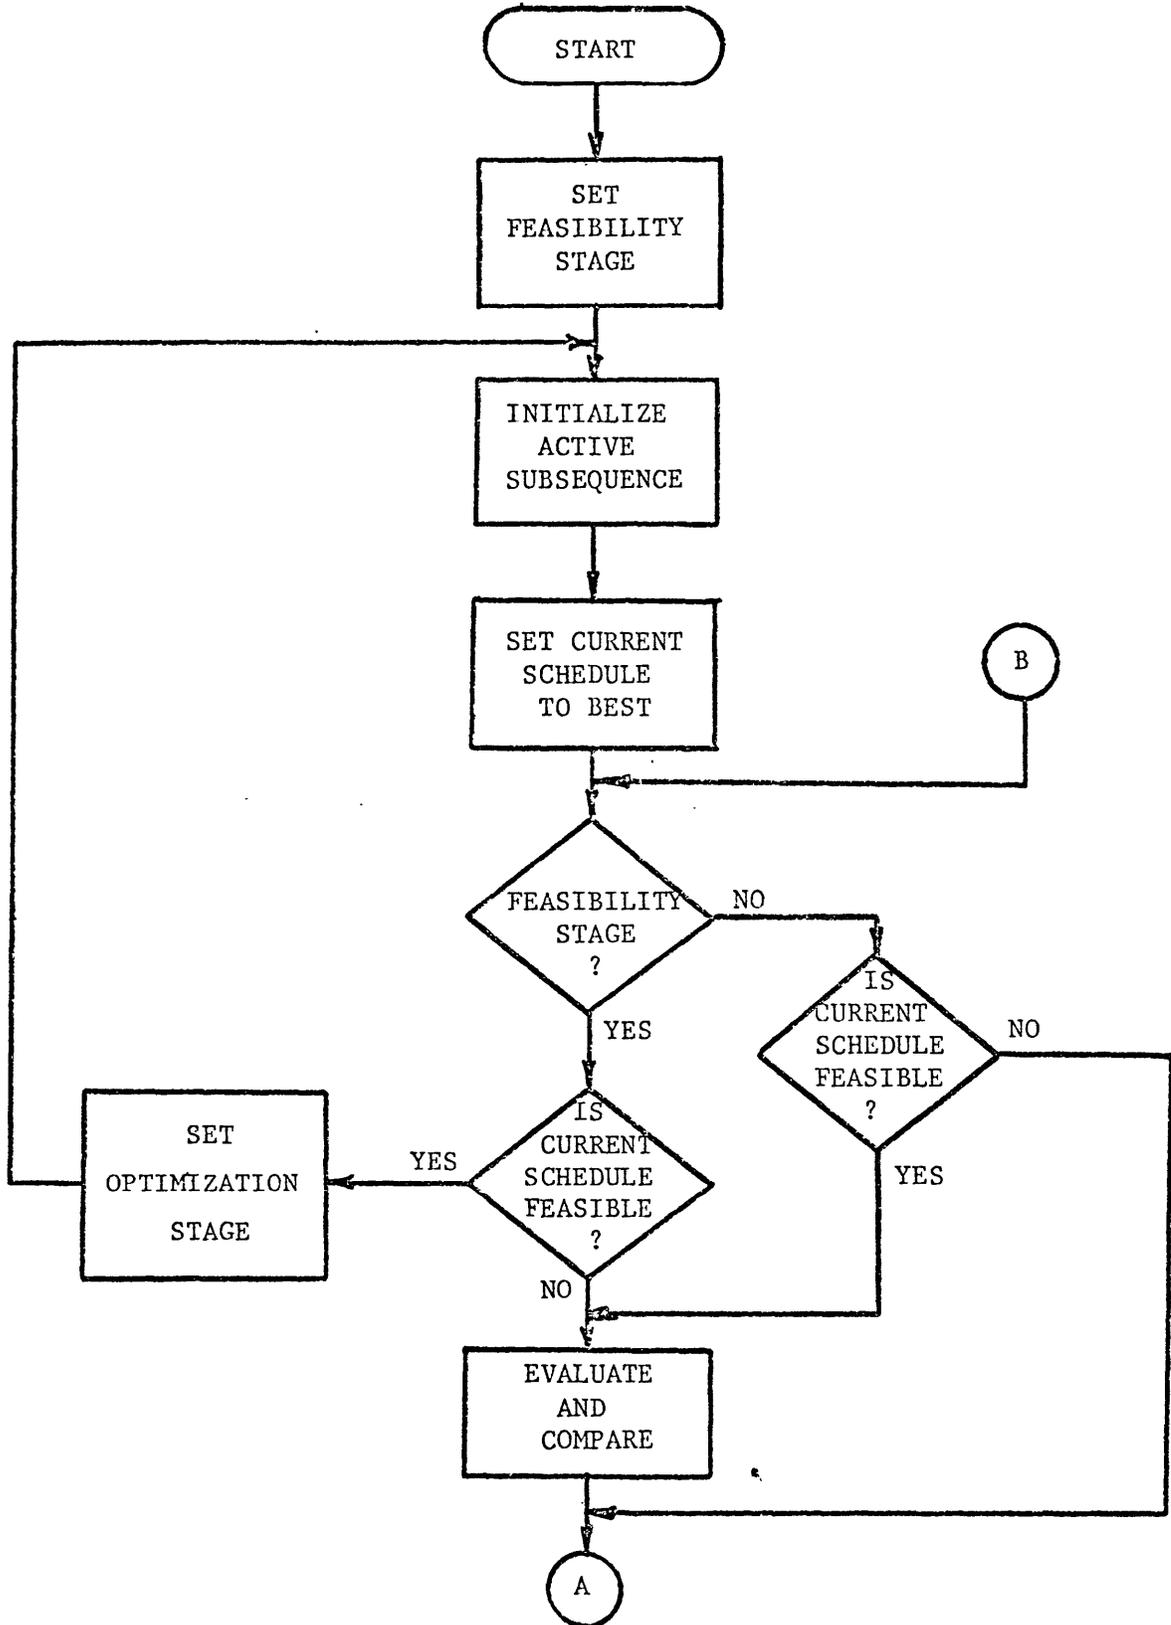 START
SET
FEASIBILITY
STAGE
INITIALIZE
ACTIVE
SUBSEQUENCE
SET CURRENT
SCHEDULE
TO BEST
B
FEASIBILITY
STAGE
?
NO
YES
IS
CURRENT
SCHEDULE
FEASIBLE
?
NO
YES
IS
CURRENT
SCHEDULE
FEASIBLE
?
YES
NO
SET
OPTIMIZATION
STAGE
EVALUATE
AND
COMPARE
A